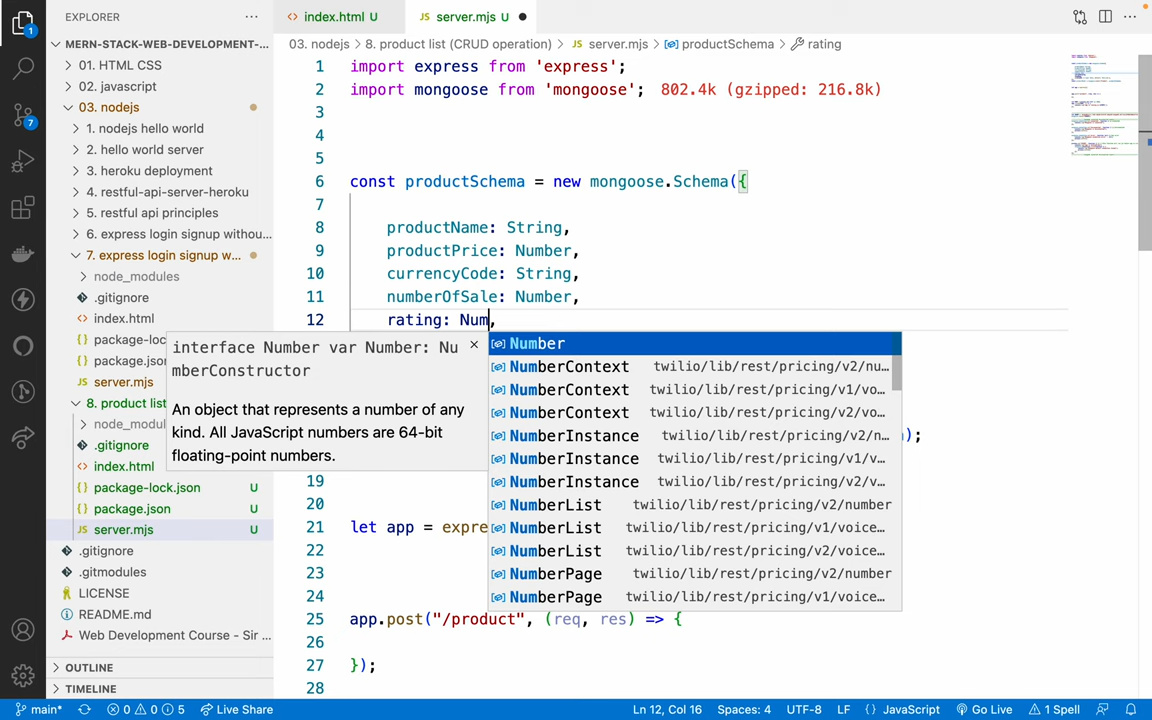 EXPLORER
index.html U
server.mjs U
MERN-STACK-WEB-DEVELOPMENT-...
01. HTML CSS
02. javascript
03. nodejs
1. nodejs hello world
2. hello world server
3. heroku deployment
4. restful-api-server-heroku
5. restful api principles
6. express login signup withou...
7. express login signup w...
node_modules
.gitignore
index.html
package-loc
package.jso
server.mjs
8. product list
node_modul
.gitignore
index.html
package-lock.json U
package.json U
server.mjs U
.gitignore
.gitmodules
LICENSE
README.md
Web Development Course - Sir ...
OUTLINE
TIMELINE
1
7
03. nodejs > 8. product list (CRUD operation) > JS server.mjs > productSchema > rating
1 import express from 'express';
2 import mongoose from 'mongoose'; 802.4k (gzipped: 216.8k)
3
4
5
6 const productSchema = new mongoose.Schema({
7
8 productName: String,
9 productPrice: Number,
10 currencyCode: String,
11 numberOfSale: Number,
12 rating: Num,
interface Number var Number: Nu
mberConstructor
An object that represents a number of any
kind. All JavaScript numbers are 64-bit
floating-point numbers.
Number
NumberContext twilio/lib/rest/pricing/v2/nu...
NumberContext twilio/lib/rest/pricing/v1/vo...
NumberContext twilio/lib/rest/pricing/v2/vo...
NumberInstance twilio/lib/rest/pricing/v2/n...
NumberInstance twilio/lib/rest/pricing/v1/v...
NumberInstance twilio/lib/rest/pricing/v2/v...
NumberList twilio/lib/rest/pricing/v2/number
NumberList twilio/lib/rest/pricing/v1/voice...
NumberList twilio/lib/rest/pricing/v2/voice...
NumberPage twilio/lib/rest/pricing/v2/number
NumberPage twilio/lib/rest/pricing/v1/voice...
);
19
20
21 let app = expre
22
23
24
25 app.post("/product", (req, res) => {
26
27 });
28
main* 0 0 5 Live Share Ln 12, Col 16 Spaces: 4 UTF-8 LF {} JavaScript Go Live 1 Spell